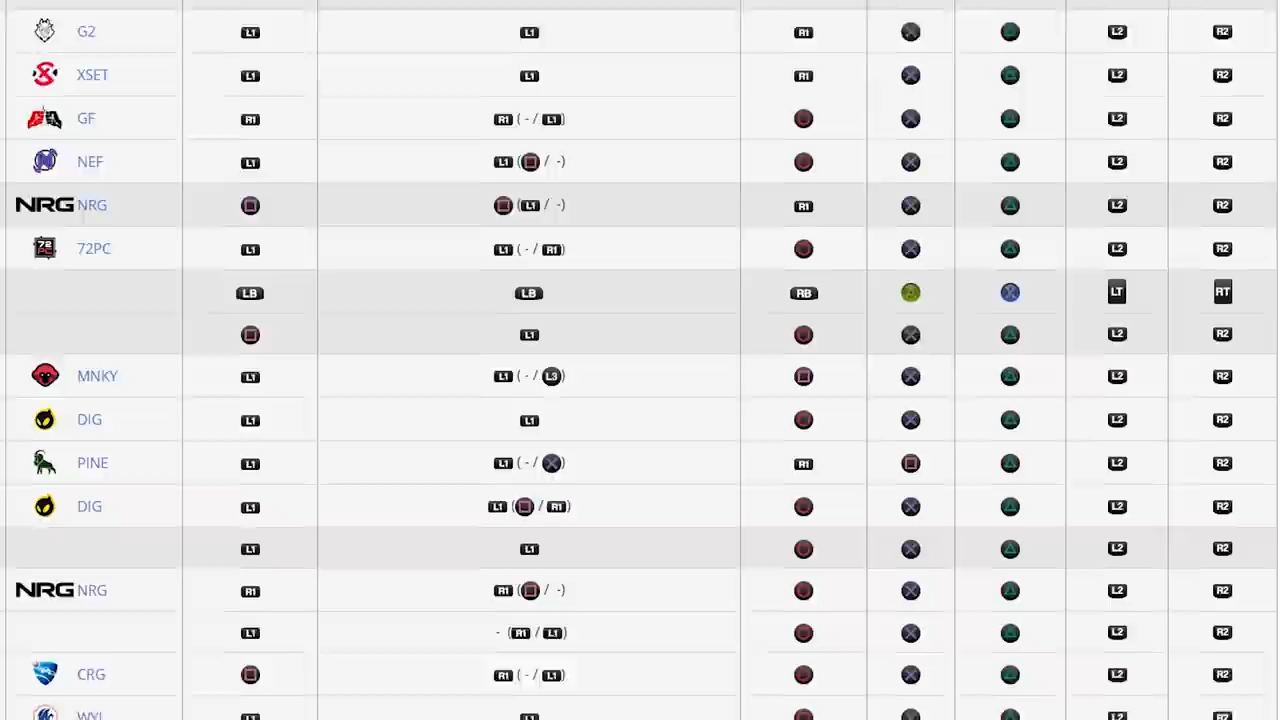 G2 L1 L1 R1 L2 R2
XSET L1 L1 R1 L2 R2
GF R1 R1 ( - / L1) L2 R2
NEF L1 L1 ( / -) L2 R2
NRG NRG ( L1 / -) R1 L2 R2
72 PC 72PC L1 L1 ( - / R1) L2 R2
LB LB RB A X LT RT
L1 L2 R2
MNKY L1 L1 ( - / L3) L2 R2
DIG L1 L1 L2 R2
PINE L1 L1 ( - / ) R1 L2 R2
DIG L1 L1 ( / R1) L2 R2
L1 L1 L2 R2
NRG NRG R1 R1 ( / -) L2 R2
L1 - (R1 / L1) L2 R2
CRG R1 ( - / L1) L2 R2